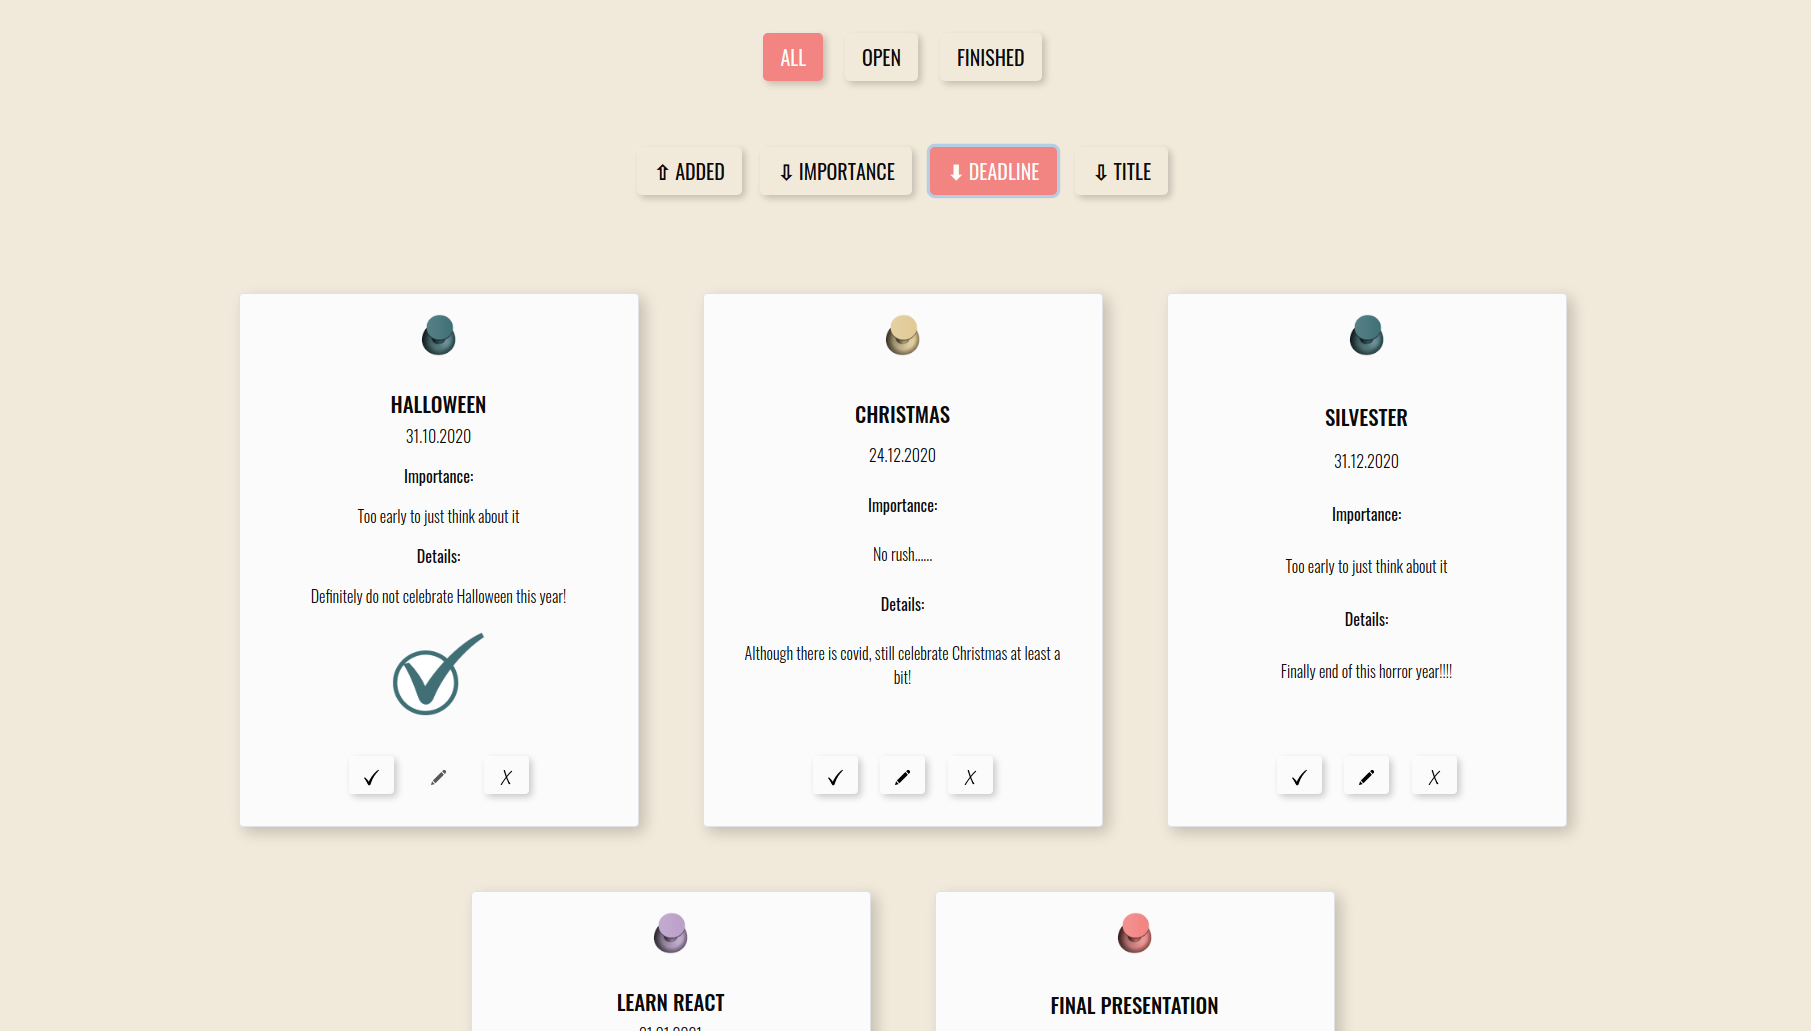 ALL OPEN FINISHED
⇧ ADDED ⇩ IMPORTANCE ⬇ DEADLINE ⇩ TITLE
HALLOWEEN
31.10.2020
Importance:
Too early to just think about it
Details:
Definitely do not celebrate Halloween this year!
✓ X
CHRISTMAS
24.12.2020
Importance:
No rush......
Details:
Although there is covid, still celebrate Christmas at least a
bit!
✓ X
SILVESTER
31.12.2020
Importance:
Too early to just think about it
Details:
Finally end of this horror year!!!!
✓ X
LEARN REACT
FINAL PRESENTATION